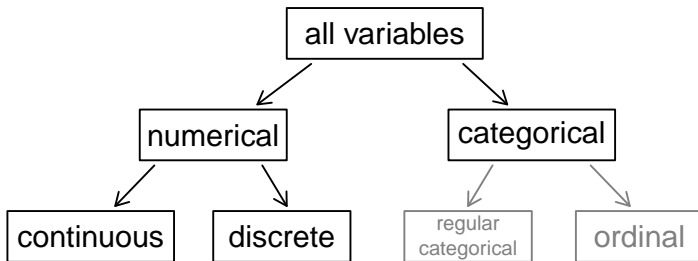 all variables
numerical
categorical
continuous
discrete
regular
categorical
ordinal